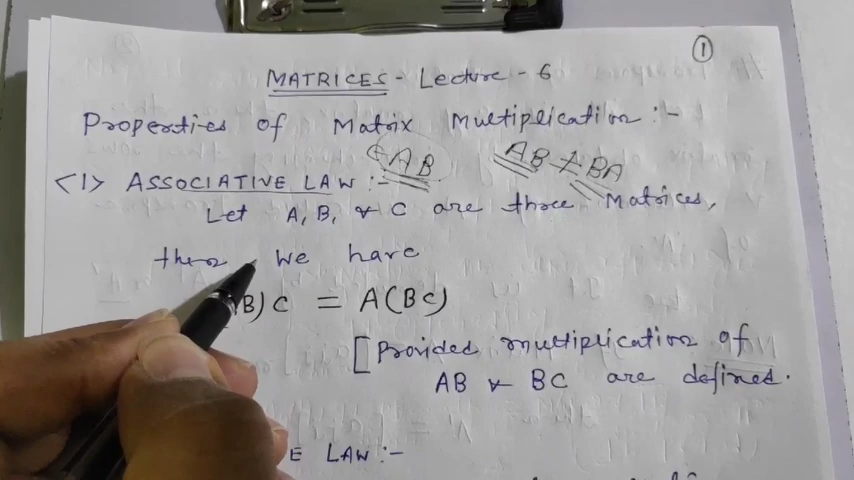 ①
MATRICES - Lecture - 6
Properties of Matrix Multiplication :-
AB AB ≠ BA
<1> ASSOCIATIVE LAW :-
Let A, B, & C are three Matrices,
then we have
B)C = A(BC)
[Provided multiplication of
AB & BC are defined.
E LAW :-